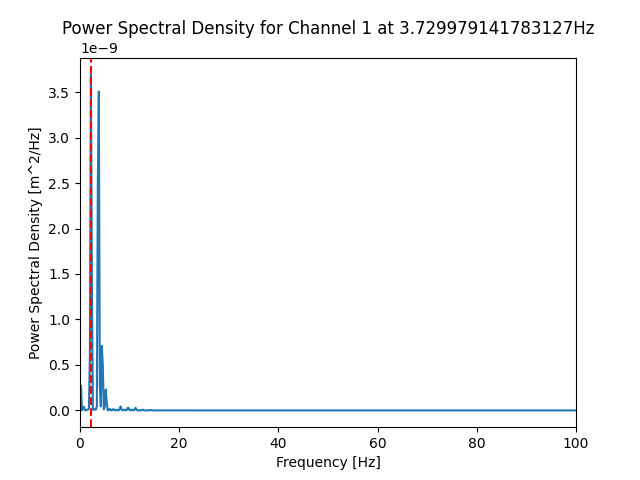 Power Spectral Density for Channel 1 at 3.729979141783127Hz
1e−9
3.5
3.0
2.5
2.0
1.5
1.0
0.5
0.0
Power Spectral Density [m^2/Hz]
0 20 40 60 80 100
Frequency [Hz]